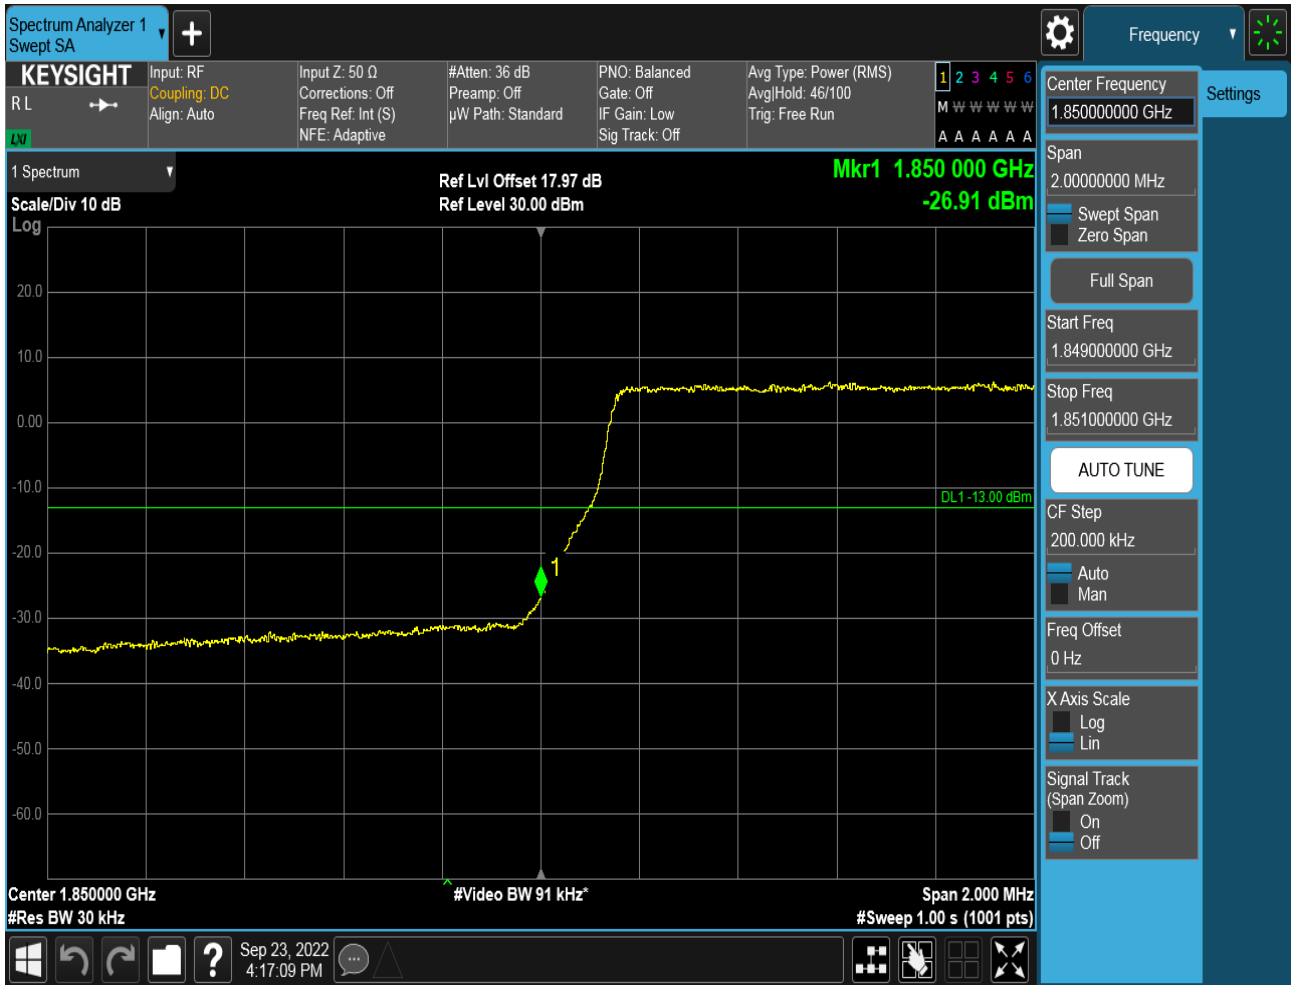 Spectrum Analyzer 1
Swept SA
+
Frequency
KEYSIGHT
R L
LXI
Input: RF
Coupling: DC
Align: Auto
Input Z: 50 Ω
Corrections: Off
Freq Ref: Int (S)
NFE: Adaptive
#Atten: 36 dB
Preamp: Off
µW Path: Standard
PNO: Balanced
Gate: Off
IF Gain: Low
Sig Track: Off
Avg Type: Power (RMS)
Avg|Hold: 46/100
Trig: Free Run
1 2 3 4 5 6
M W W W W W
A A A A A A
1 Spectrum
Scale/Div 10 dB
Log
Ref Lvl Offset 17.97 dB
Ref Level 30.00 dBm
Mkr1 1.850 000 GHz
-26.91 dBm
20.0
10.0
0.00
-10.0
-20.0
-30.0
-40.0
-50.0
-60.0
DL1 -13.00 dBm
1
Center 1.850000 GHz
#Res BW 30 kHz
#Video BW 91 kHz*
Span 2.000 MHz
#Sweep 1.00 s (1001 pts)
Center Frequency
1.850000000 GHz
Settings
Span
2.00000000 MHz
Swept Span
Zero Span
Full Span
Start Freq
1.849000000 GHz
Stop Freq
1.851000000 GHz
AUTO TUNE
CF Step
200.000 kHz
Auto
Man
Freq Offset
0 Hz
X Axis Scale
Log
Lin
Signal Track
(Span Zoom)
On
Off
?
Sep 23, 2022
4:17:09 PM